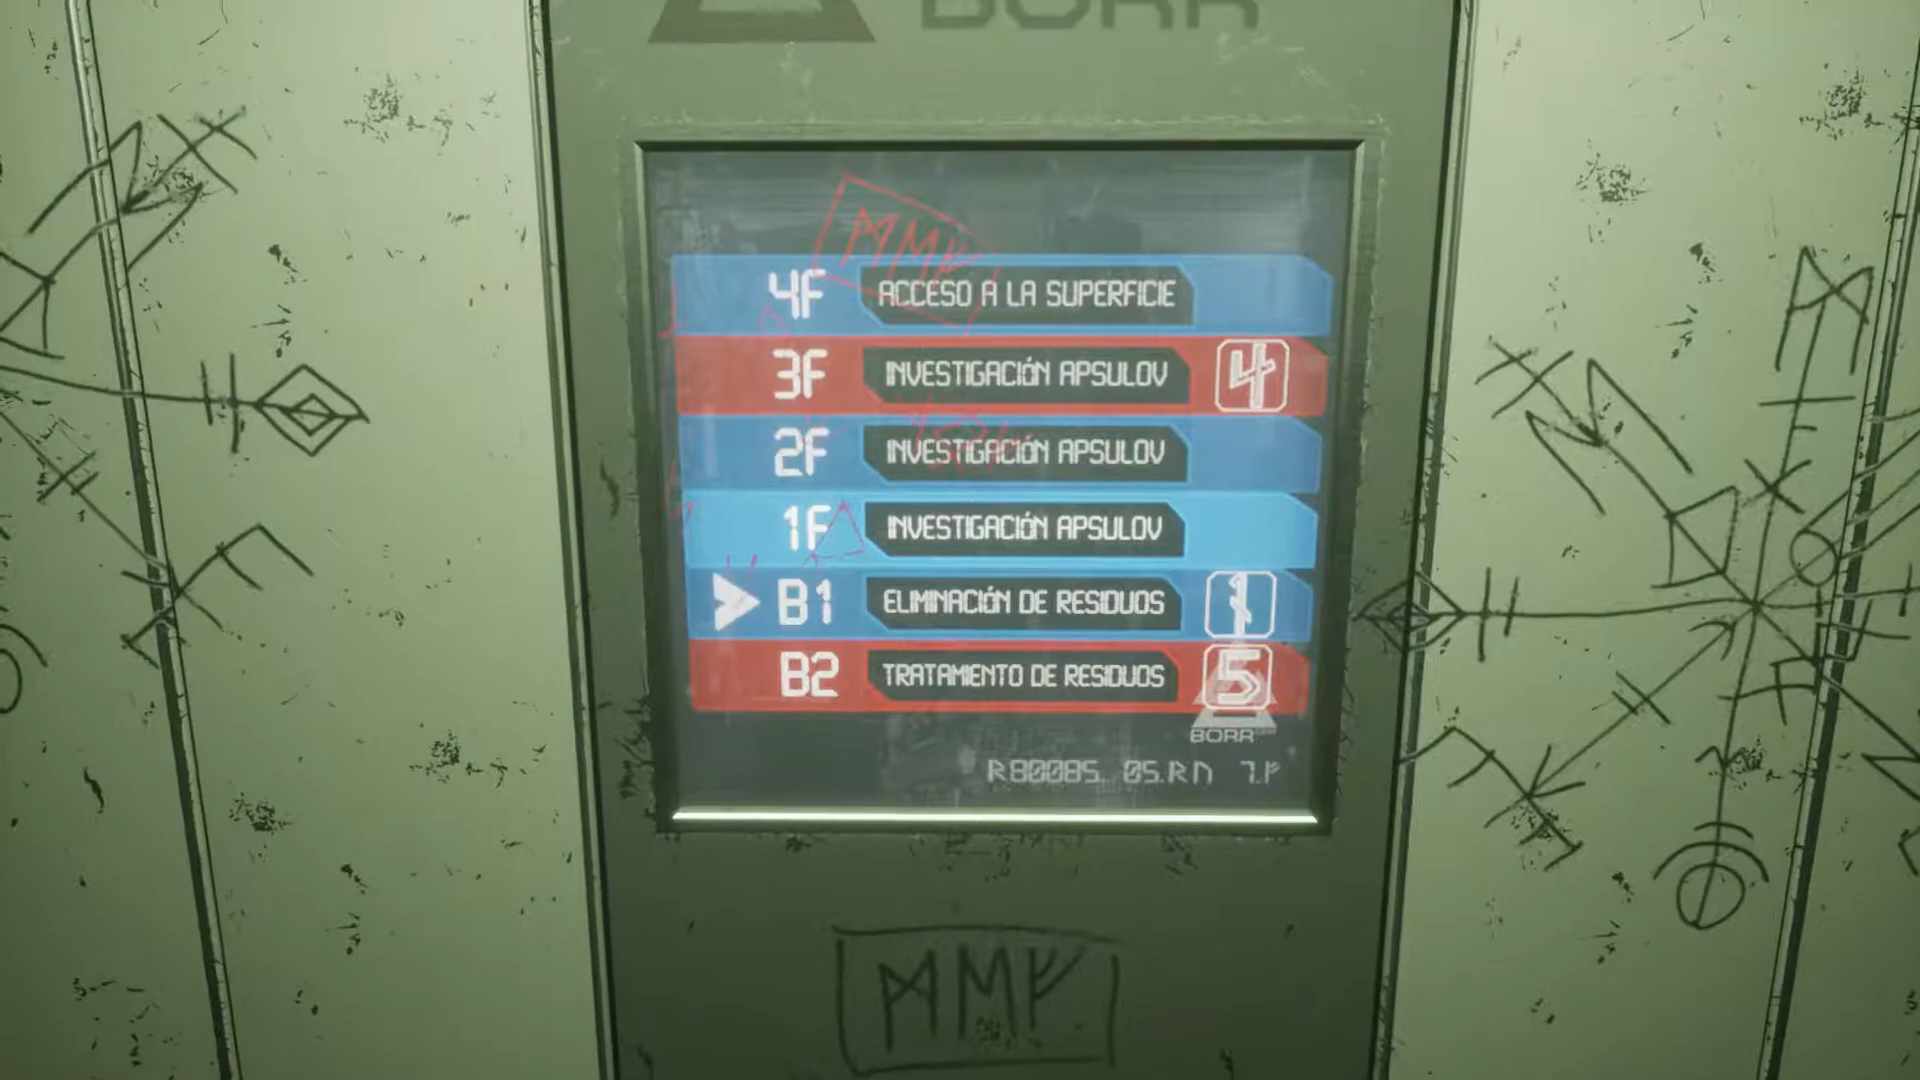 BORR
4F ACCESO A LA SUPERFICIE
3F INVESTIGACIÓN APSULOV 4
2F INVESTIGACIÓN APSULOV
1F INVESTIGACIÓN APSULOV
B1 ELIMINACIÓN DE RESIDUOS 1
B2 TRATAMIENTO DE RESIDUOS 5
BORR